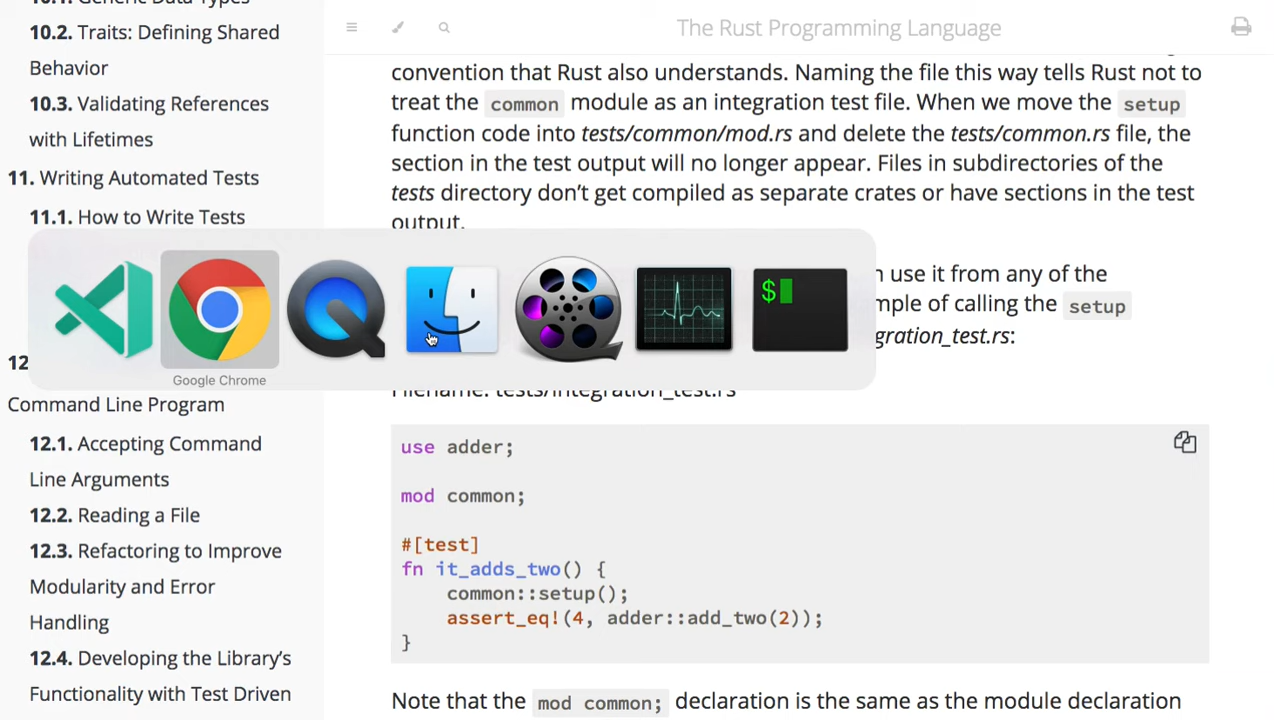 10.1. Generic Data Types
10.2. Traits: Defining Shared
Behavior
10.3. Validating References
with Lifetimes
11. Writing Automated Tests
11.1. How to Write Tests
12
Command Line Program
12.1. Accepting Command
Line Arguments
12.2. Reading a File
12.3. Refactoring to Improve
Modularity and Error
Handling
12.4. Developing the Library’s
Functionality with Test Driven
The Rust Programming Language
convention that Rust also understands. Naming the file this way tells Rust not to
treat the common module as an integration test file. When we move the setup
function code into tests/common/mod.rs and delete the tests/common.rs file, the
section in the test output will no longer appear. Files in subdirectories of the
tests directory don’t get compiled as separate crates or have sections in the test
output.
use it from any of the
mple of calling the setup
gration_test.rs:
$
Google Chrome
Filename: tests/integration_test.rs
use adder;
mod common;
#[test]
fn it_adds_two() {
common::setup();
assert_eq!(4, adder::add_two(2));
}
Note that the mod common; declaration is the same as the module declaration